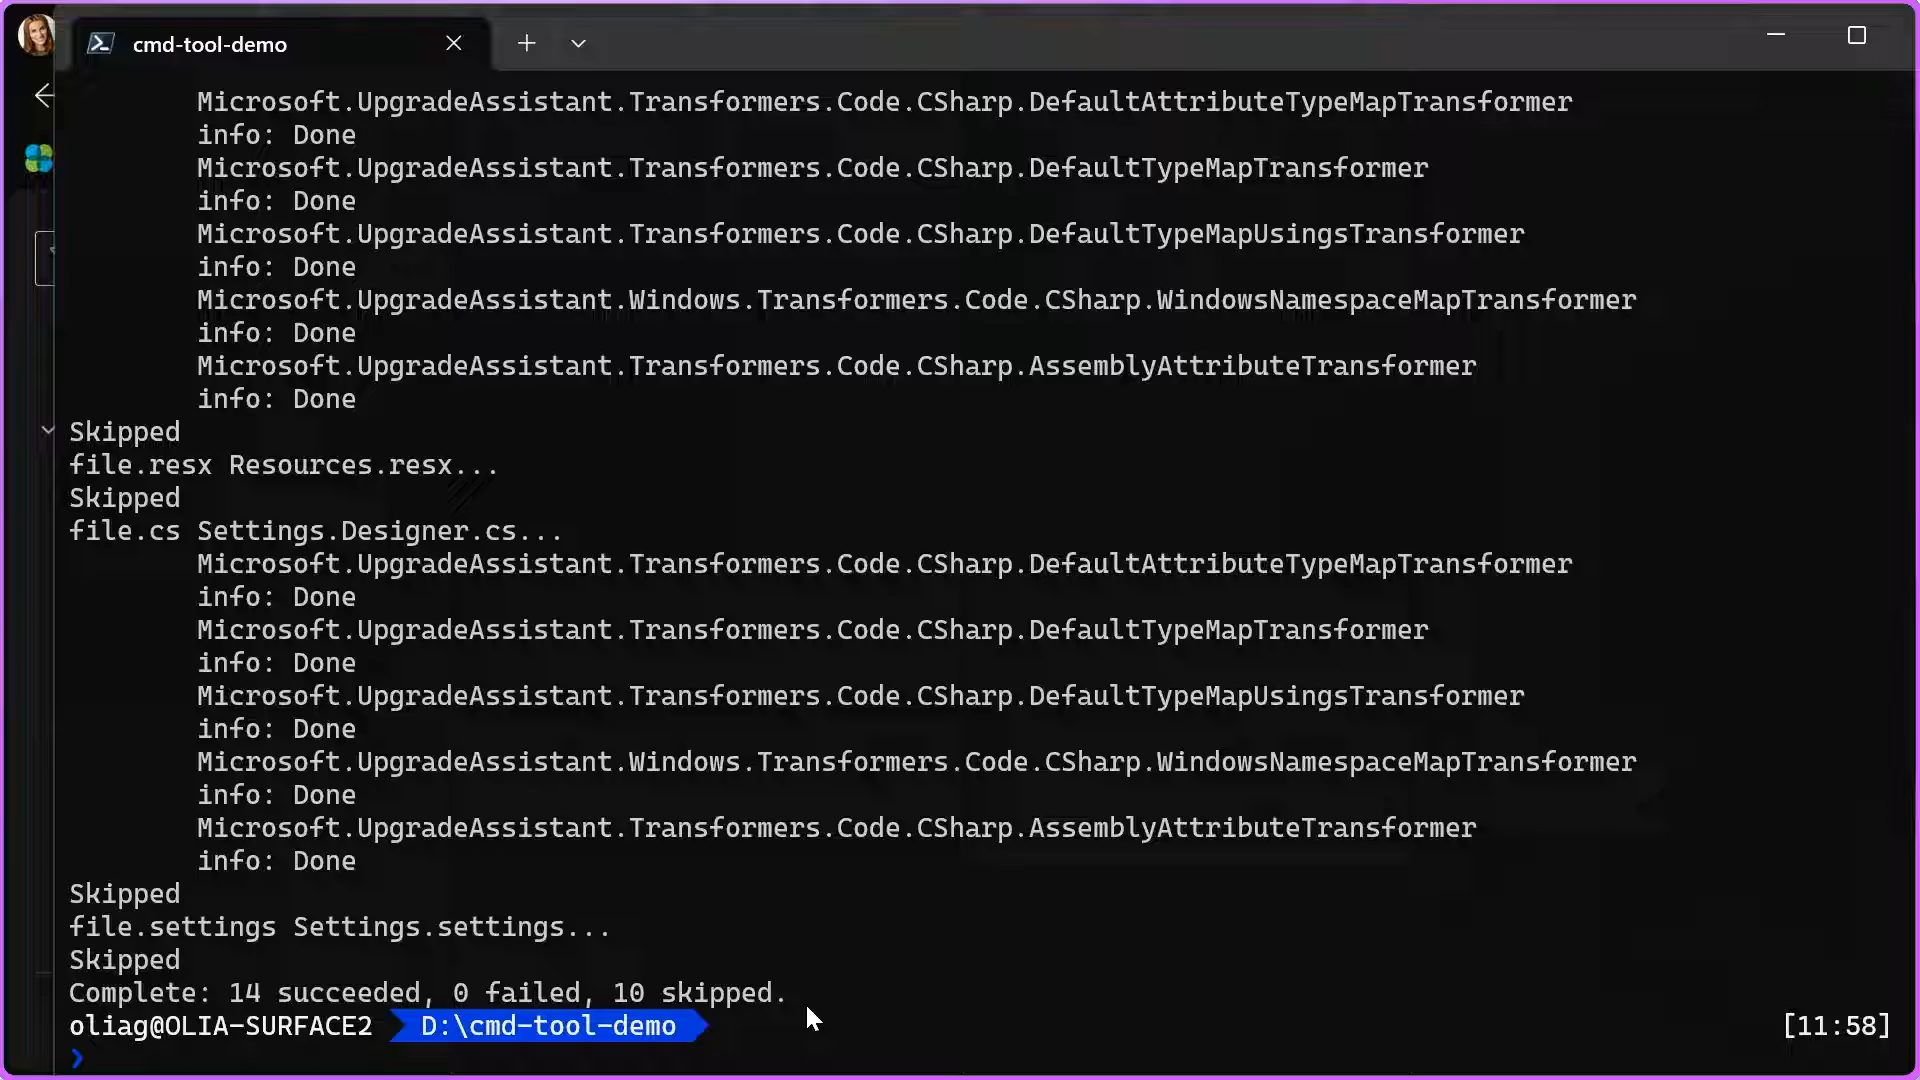 cmd-tool-demo
Microsoft.UpgradeAssistant.Transformers.Code.CSharp.DefaultAttributeTypeMapTransformer
info: Done
Microsoft.UpgradeAssistant.Transformers.Code.CSharp.DefaultTypeMapTransformer
info: Done
Microsoft.UpgradeAssistant.Transformers.Code.CSharp.DefaultTypeMapUsingsTransformer
info: Done
Microsoft.UpgradeAssistant.Windows.Transformers.Code.CSharp.WindowsNamespaceMapTransformer
info: Done
Microsoft.UpgradeAssistant.Transformers.Code.CSharp.AssemblyAttributeTransformer
info: Done
Skipped
file.resx Resources.resx...
Skipped
file.cs Settings.Designer.cs...
Microsoft.UpgradeAssistant.Transformers.Code.CSharp.DefaultAttributeTypeMapTransformer
info: Done
Microsoft.UpgradeAssistant.Transformers.Code.CSharp.DefaultTypeMapTransformer
info: Done
Microsoft.UpgradeAssistant.Transformers.Code.CSharp.DefaultTypeMapUsingsTransformer
info: Done
Microsoft.UpgradeAssistant.Windows.Transformers.Code.CSharp.WindowsNamespaceMapTransformer
info: Done
Microsoft.UpgradeAssistant.Transformers.Code.CSharp.AssemblyAttributeTransformer
info: Done
Skipped
file.settings Settings.settings...
Skipped
Complete: 14 succeeded, 0 failed, 10 skipped.
oliag@OLIA-SURFACE2 D:\cmd-tool-demo [11:58]
❯